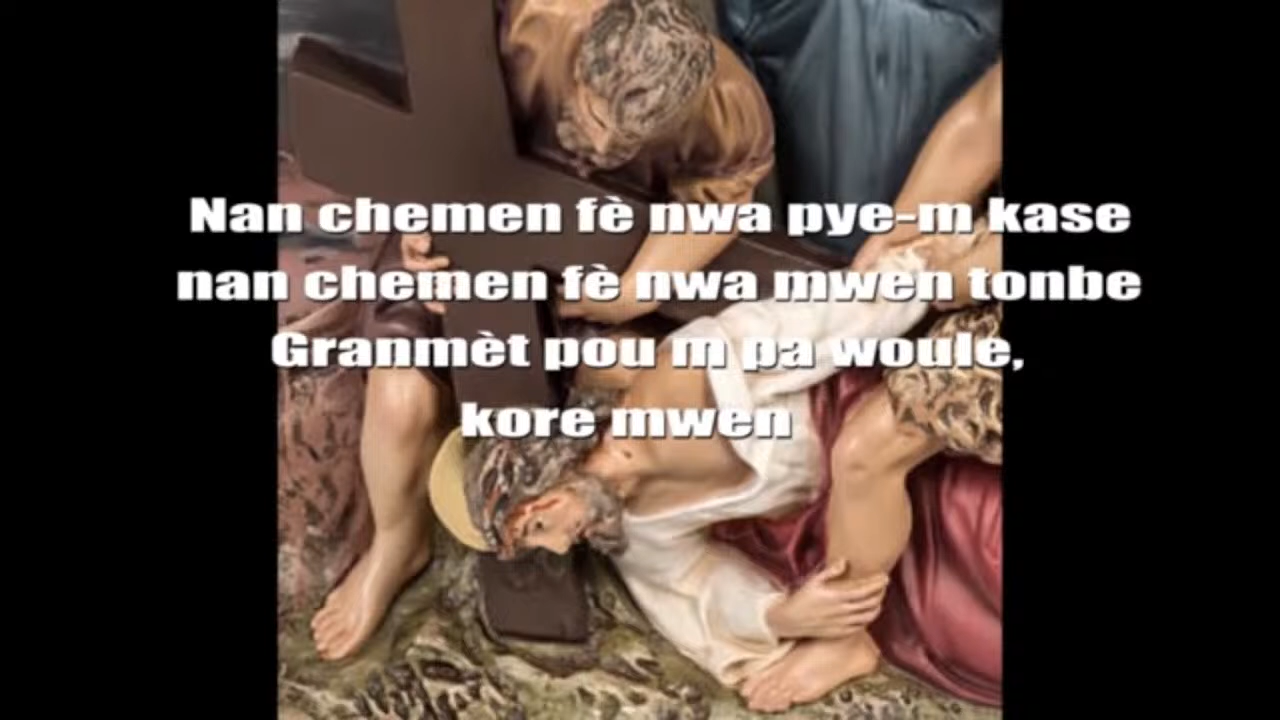 Nan chemen fè nwa pye-m kase
nan chemen fè nwa mwen tonbe
Granmèt pou m pa woule,
kore mwen